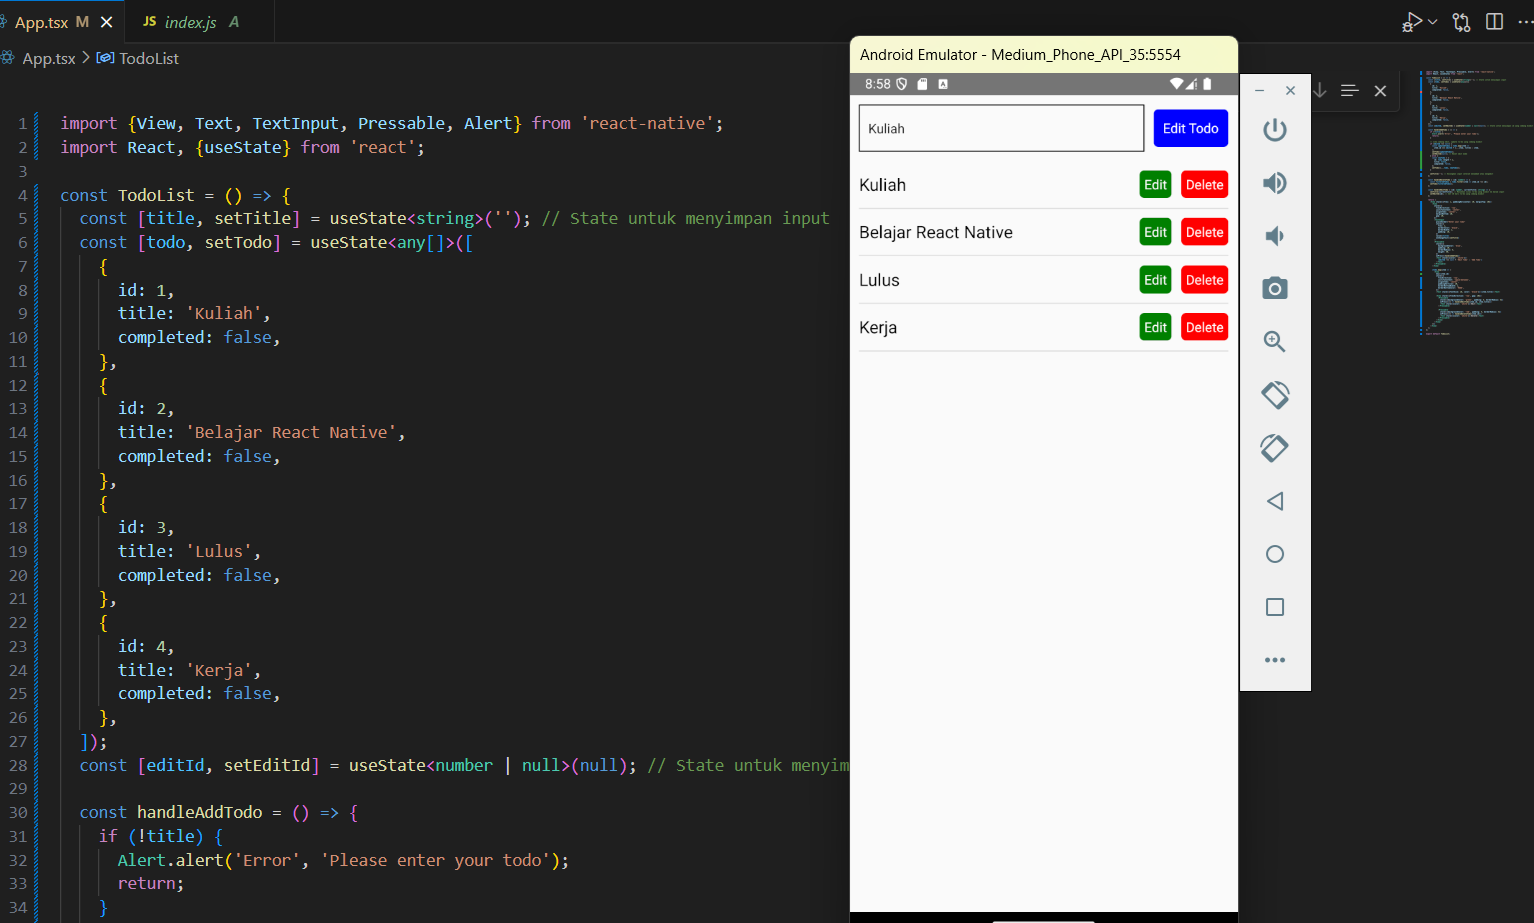 App.tsx M
JS index.js A
App.tsx > TodoList
1 import {View, Text, TextInput, Pressable, Alert} from 'react-native';
2 import React, {useState} from 'react';
3
4 const TodoList = () => {
5 const [title, setTitle] = useState<string>(''); // State untuk menyimpan input
6 const [todo, setTodo] = useState<any[]>([
7 {
8 id: 1,
9 title: 'Kuliah',
10 completed: false,
11 },
12 {
13 id: 2,
14 title: 'Belajar React Native',
15 completed: false,
16 },
17 {
18 id: 3,
19 title: 'Lulus',
20 completed: false,
21 },
22 {
23 id: 4,
24 title: 'Kerja',
25 completed: false,
26 },
27 ]);
28 const [editId, setEditId] = useState<number | null>(null); // State untuk menyim
29
30 const handleAddTodo = () => {
31 if (!title) {
32 Alert.alert('Error', 'Please enter your todo');
33 return;
34 }
Android Emulator - Medium_Phone_API_35:5554
8:58
Kuliah
Edit Todo
Kuliah Edit Delete
Belajar React Native Edit Delete
Lulus Edit Delete
Kerja Edit Delete